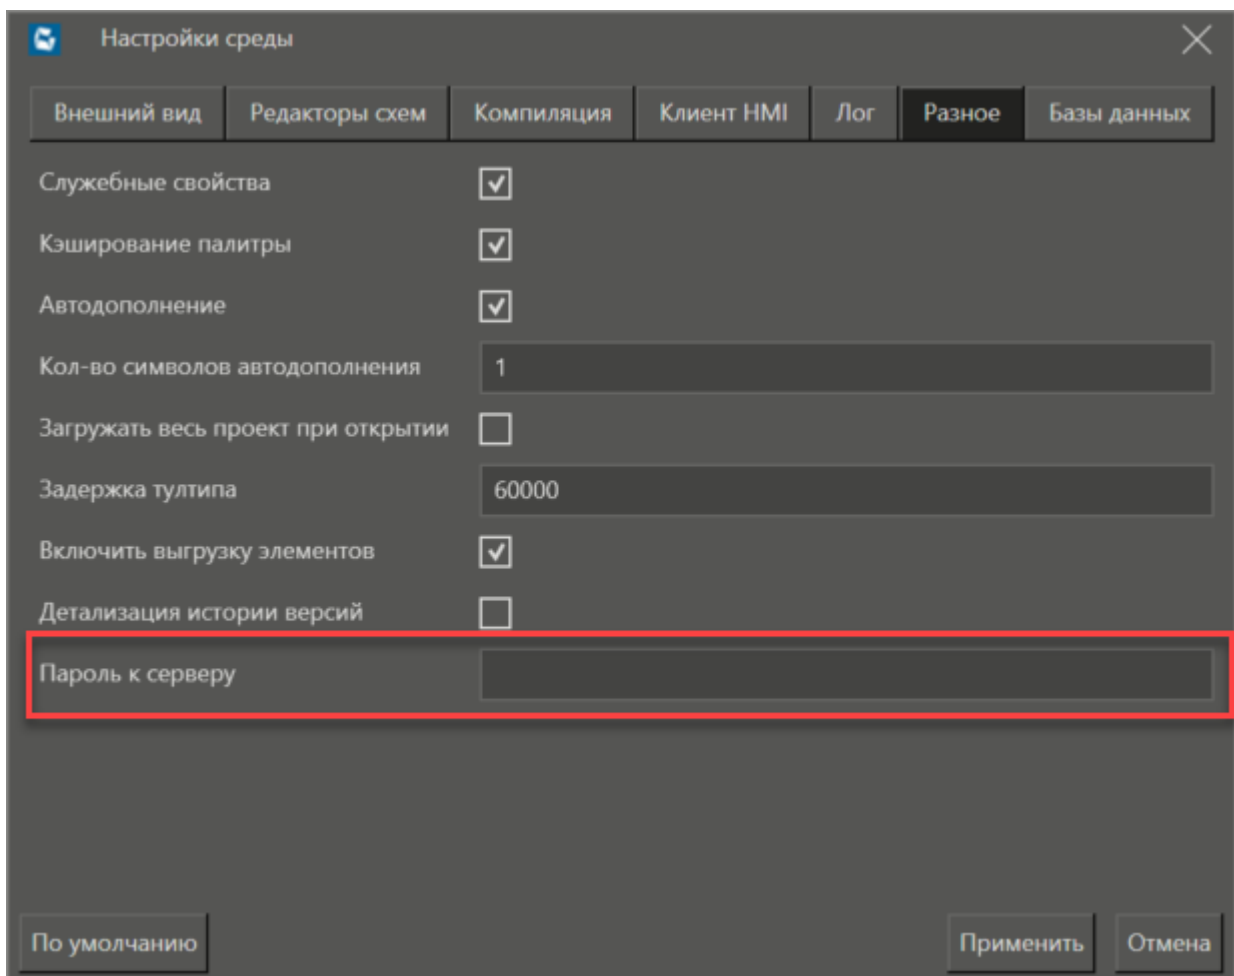 Настройки среды
Внешний вид Редакторы схем Компиляция Клиент HMI Лог Разное Базы данных
Служебные свойства
Кэширование палитры
Автодополнение
Кол-во символов автодополнения 1
Загружать весь проект при открытии
Задержка тултипа 60000
Включить выгрузку элементов
Детализация истории версий
Пароль к серверу
По умолчанию Применить Отмена